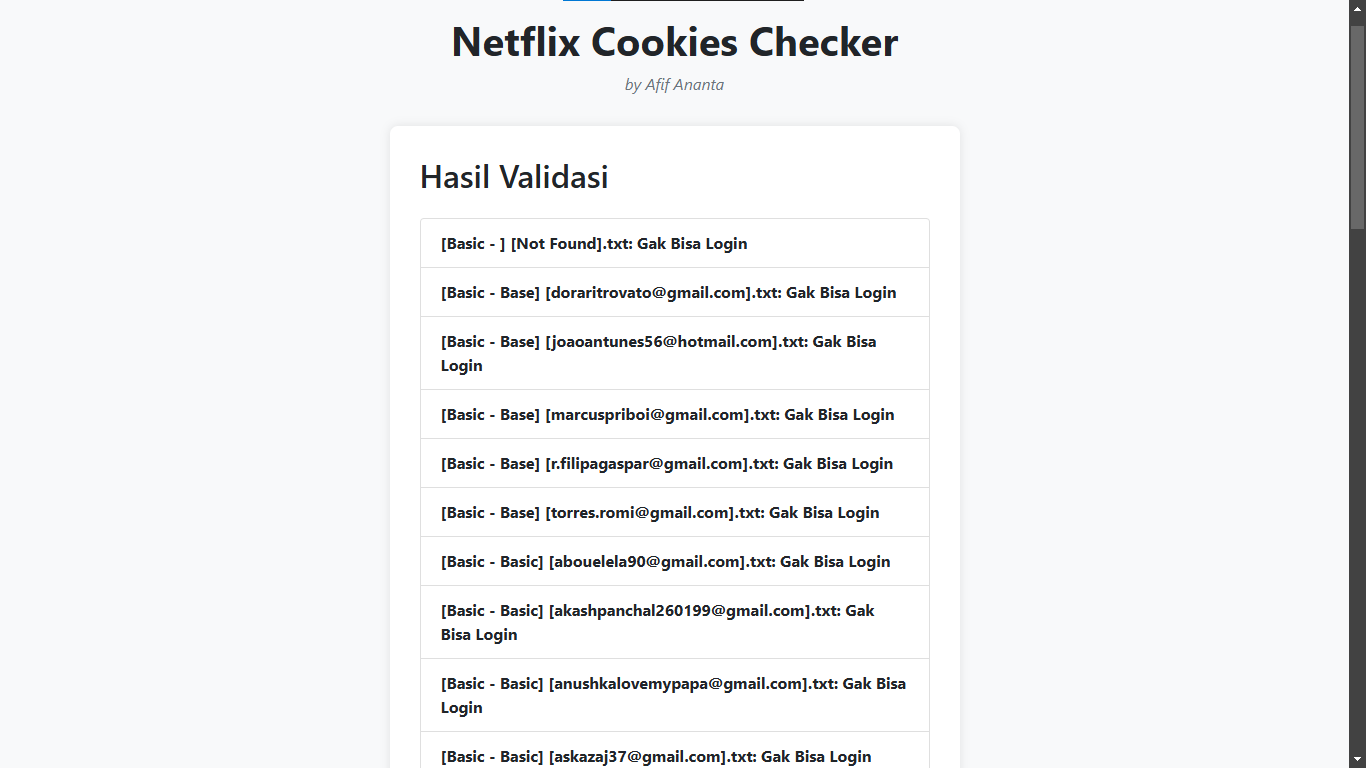 Netflix Cookies Checker
by Afif Ananta
Hasil Validasi
[Basic - ] [Not Found].txt: Gak Bisa Login
[Basic - Base] [doraritrovato@gmail.com].txt: Gak Bisa Login
[Basic - Base] [joaoantunes56@hotmail.com].txt: Gak Bisa
Login
[Basic - Base] [marcuspriboi@gmail.com].txt: Gak Bisa Login
[Basic - Base] [r.filipagaspar@gmail.com].txt: Gak Bisa Login
[Basic - Base] [torres.romi@gmail.com].txt: Gak Bisa Login
[Basic - Basic] [abouelela90@gmail.com].txt: Gak Bisa Login
[Basic - Basic] [akashpanchal260199@gmail.com].txt: Gak
Bisa Login
[Basic - Basic] [anushkalovemypapa@gmail.com].txt: Gak Bisa
Login
[Basic - Basic] [askazaj37@gmail.com].txt: Gak Bisa Login